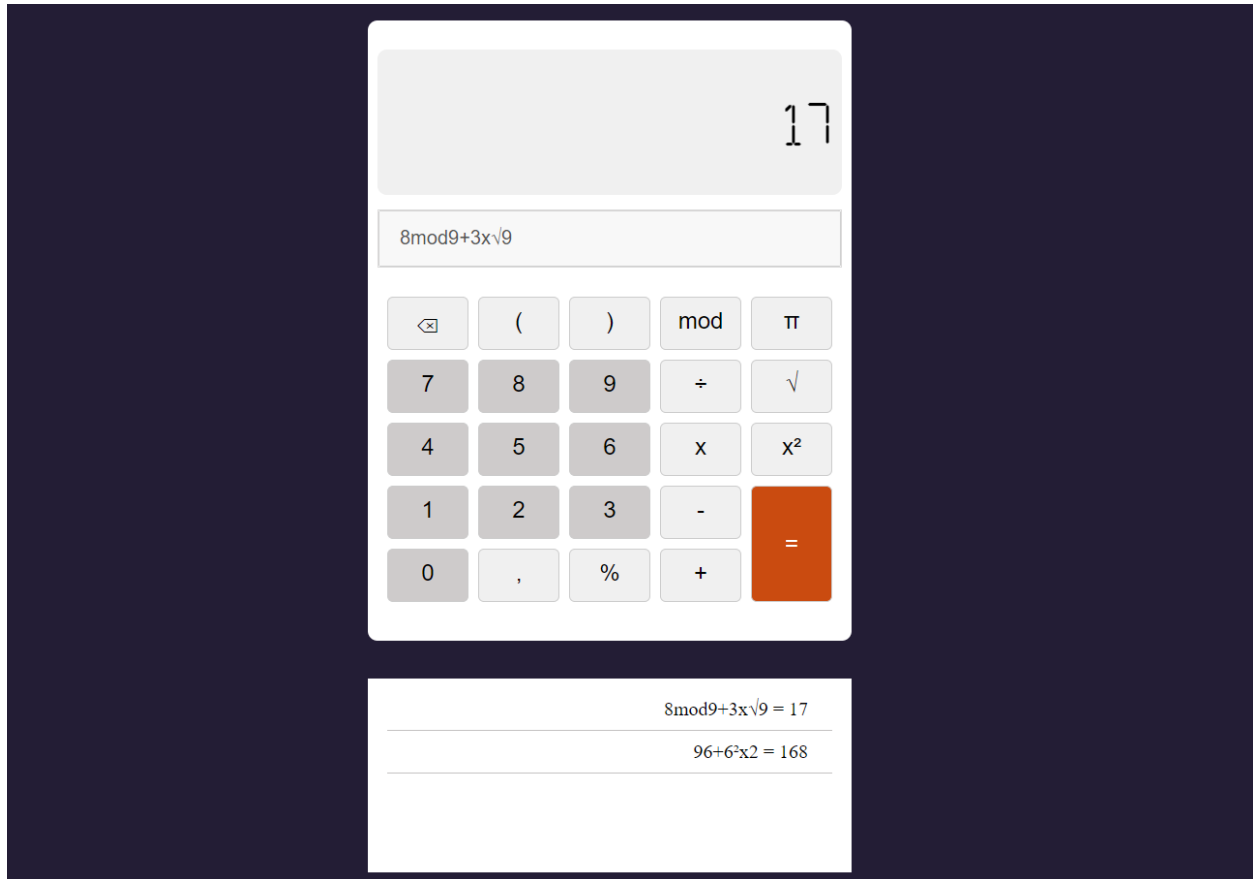 17
8mod9+3x√9
⌫ ( ) mod π
7 8 9 ÷ √
4 5 6 x x²
1 2 3 -
=
0 , % +
8mod9+3x√9 = 17
96+6²x2 = 168